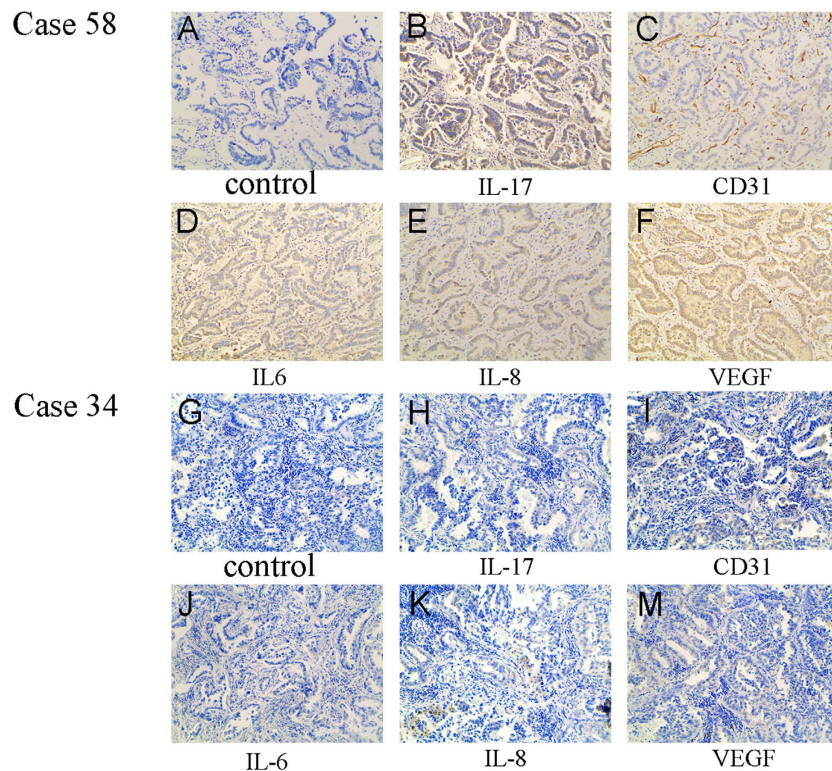 Case 58
A B C
control IL-17 CD31
D E F
IL6 IL-8 VEGF
Case 34
G H I
control IL-17 CD31
J K M
IL-6 IL-8 VEGF